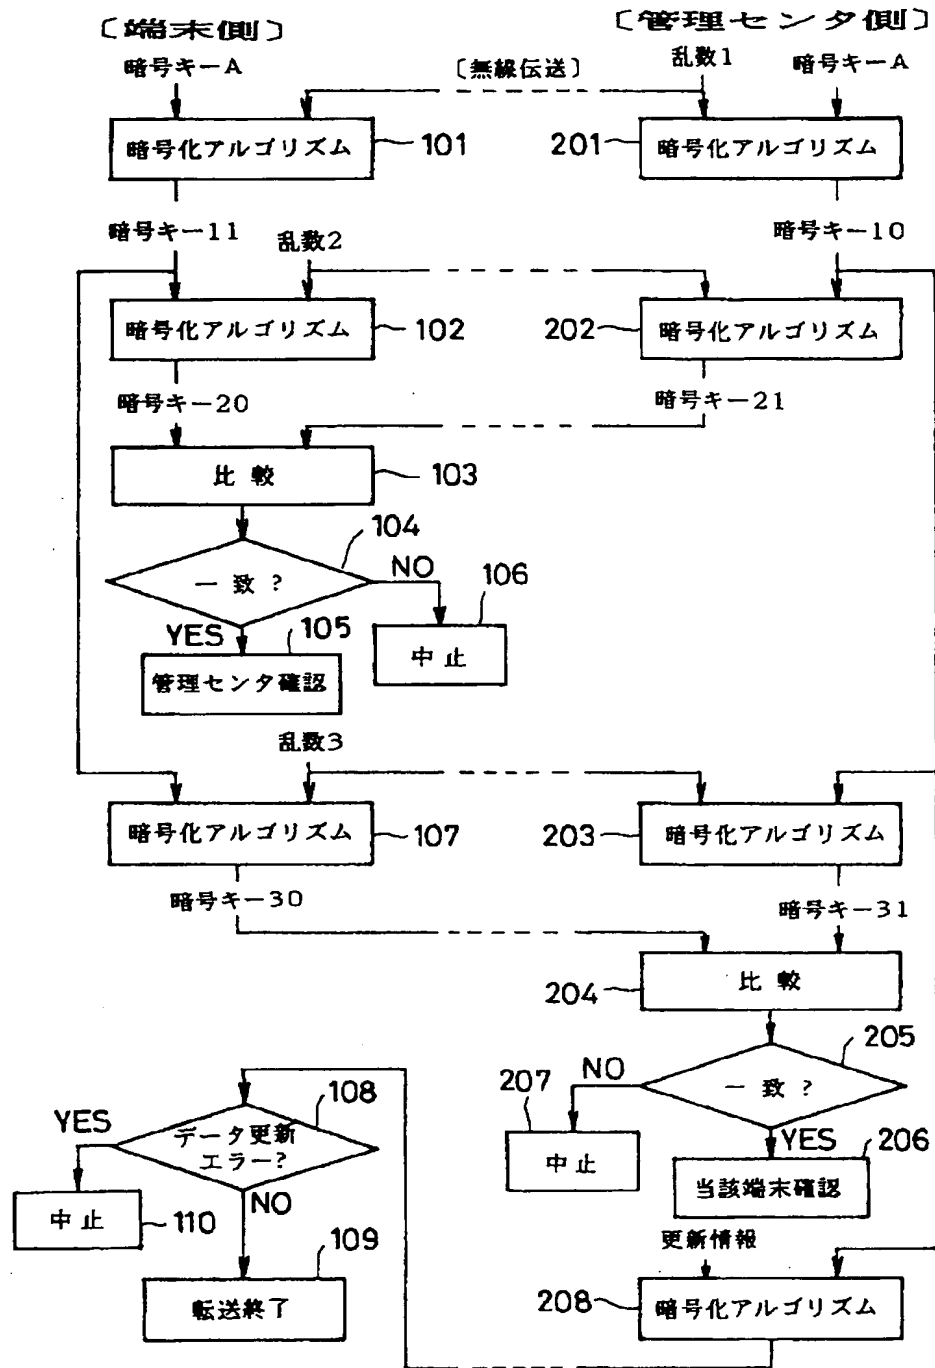 〔端末側〕
〔管理センタ側〕
暗号キーA
〔無線伝送〕
乱数1
暗号キーA
暗号化アルゴリズム
101
201
暗号化アルゴリズム
暗号キー11
乱数2
暗号キー10
暗号化アルゴリズム
102
202
暗号化アルゴリズム
暗号キー20
暗号キー21
比較
103
104
一致?
NO
106
YES
105
中止
管理センタ確認
乱数3
暗号化アルゴリズム
107
203
暗号化アルゴリズム
暗号キー30
暗号キー31
204
比較
205
一致?
NO
207
YES
206
中止
当該端末確認
108
YES
データ更新
エラー?
NO
中止
110
109
転送終了
更新情報
208
暗号化アルゴリズム